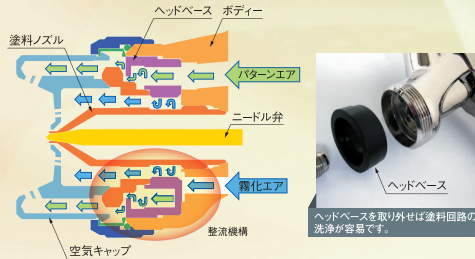 ヘッドベース
ボディー
塗料ノズル
パターンエア
ニードル弁
霧化エア
整流機構
空気キャップ
ヘッドベース
ヘッドベースを取り外せば塗料回路の
洗浄が容易です。